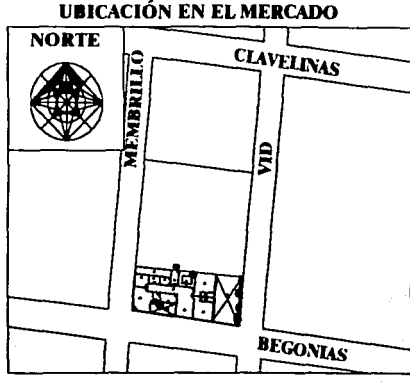 UBICACIÓN EN EL MERCADO
NORTE
CLAVELINAS
MEMBRILLO
VID
BEGONIAS